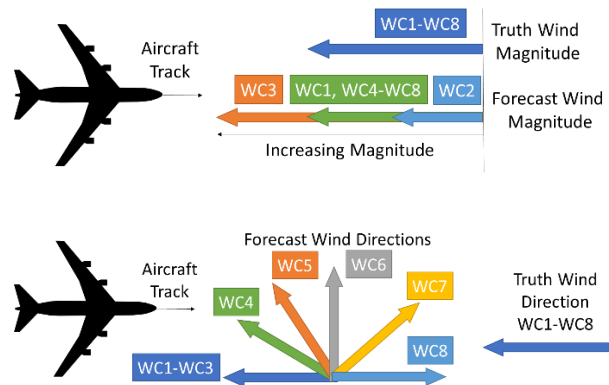 WC1-WC8
Aircraft
Track
Truth Wind
Magnitude
WC3
WC1, WC4-WC8
WC2
Forecast Wind
Magnitude
Increasing Magnitude
Forecast Wind Directions
Aircraft
Track
WC5
WC6
WC7
WC4
Truth Wind
Direction
WC1-WC8
WC1-WC3
WC8